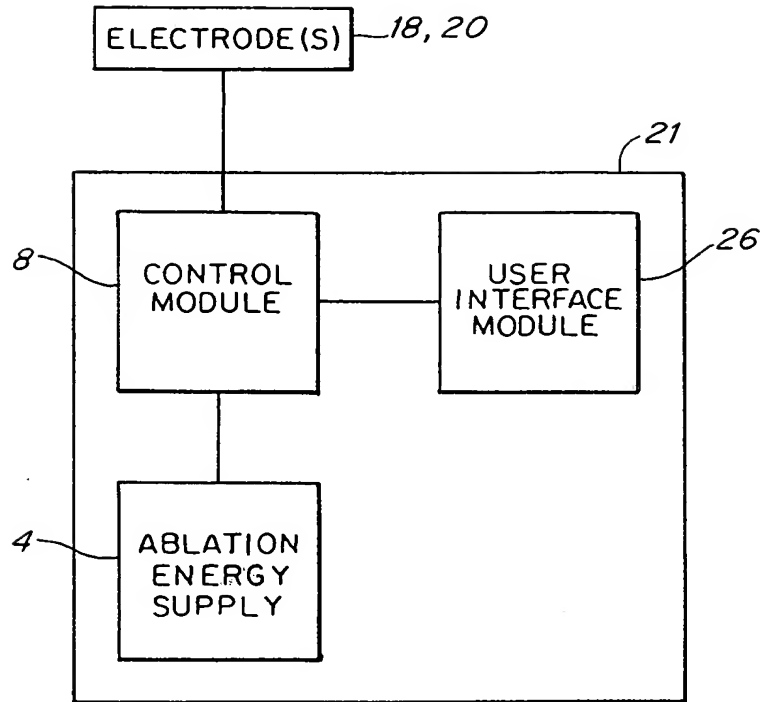 ELECTRODE(S)
18, 20
21
8
CONTROL
MODULE
USER
INTERFACE
MODULE
26
4
ABLATION
ENERGY
SUPPLY